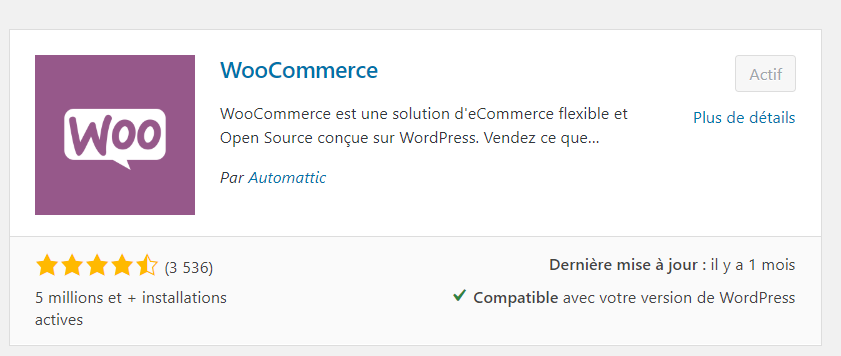 WOO
WooCommerce
Actif
WooCommerce est une solution d'eCommerce flexible et
Open Source conçue sur WordPress. Vendez ce que...
Plus de détails
Par Automattic
(3 536)
5 millions et + installations
actives
Dernière mise à jour : il y a 1 mois
Compatible avec votre version de WordPress